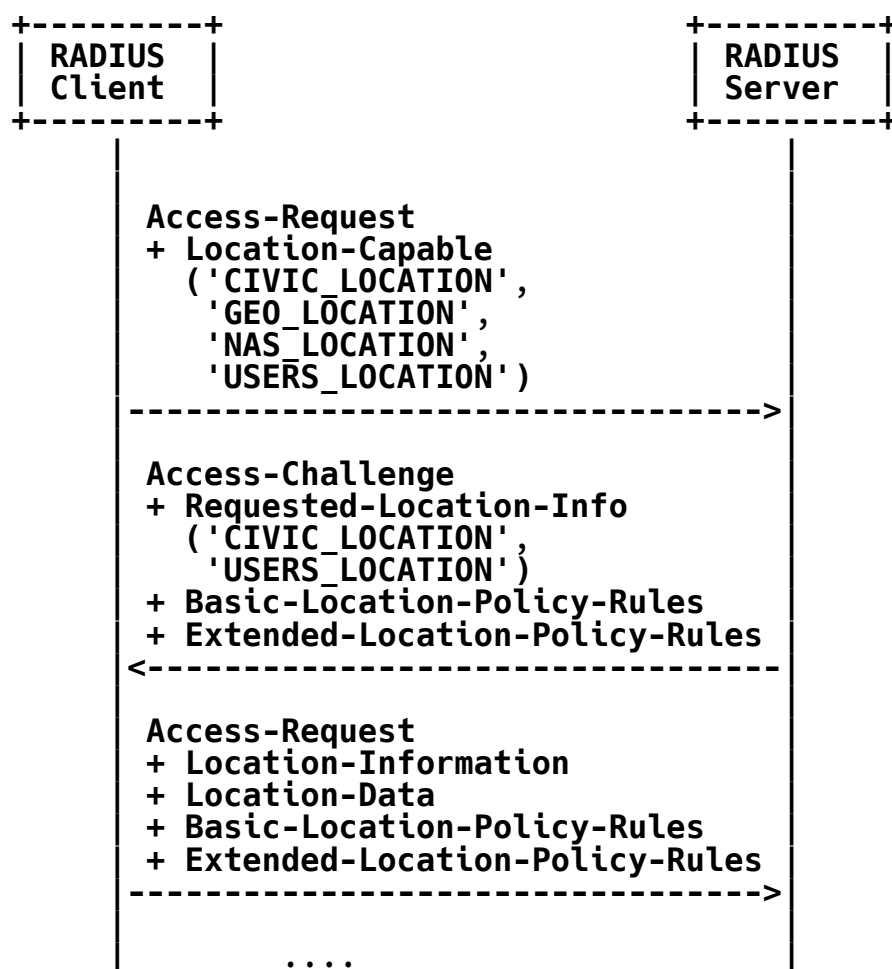 +---------+                        +---------+
| RADIUS  |                        | RADIUS  |
| Client  |                        | Server  |
+---------+                        +---------+
Access-Request
+ Location-Capable
('CIVIC_LOCATION',
'GEO_LOCATION',
'NAS_LOCATION',
'USERS_LOCATION')
|--------------------------------->|
Access-Challenge
+ Requested-Location-Info
('CIVIC_LOCATION',
'USERS_LOCATION')
+ Basic-Location-Policy-Rules
+ Extended-Location-Policy-Rules
|<---------------------------------|
Access-Request
+ Location-Information
+ Location-Data
+ Basic-Location-Policy-Rules
+ Extended-Location-Policy-Rules
|--------------------------------->|
....